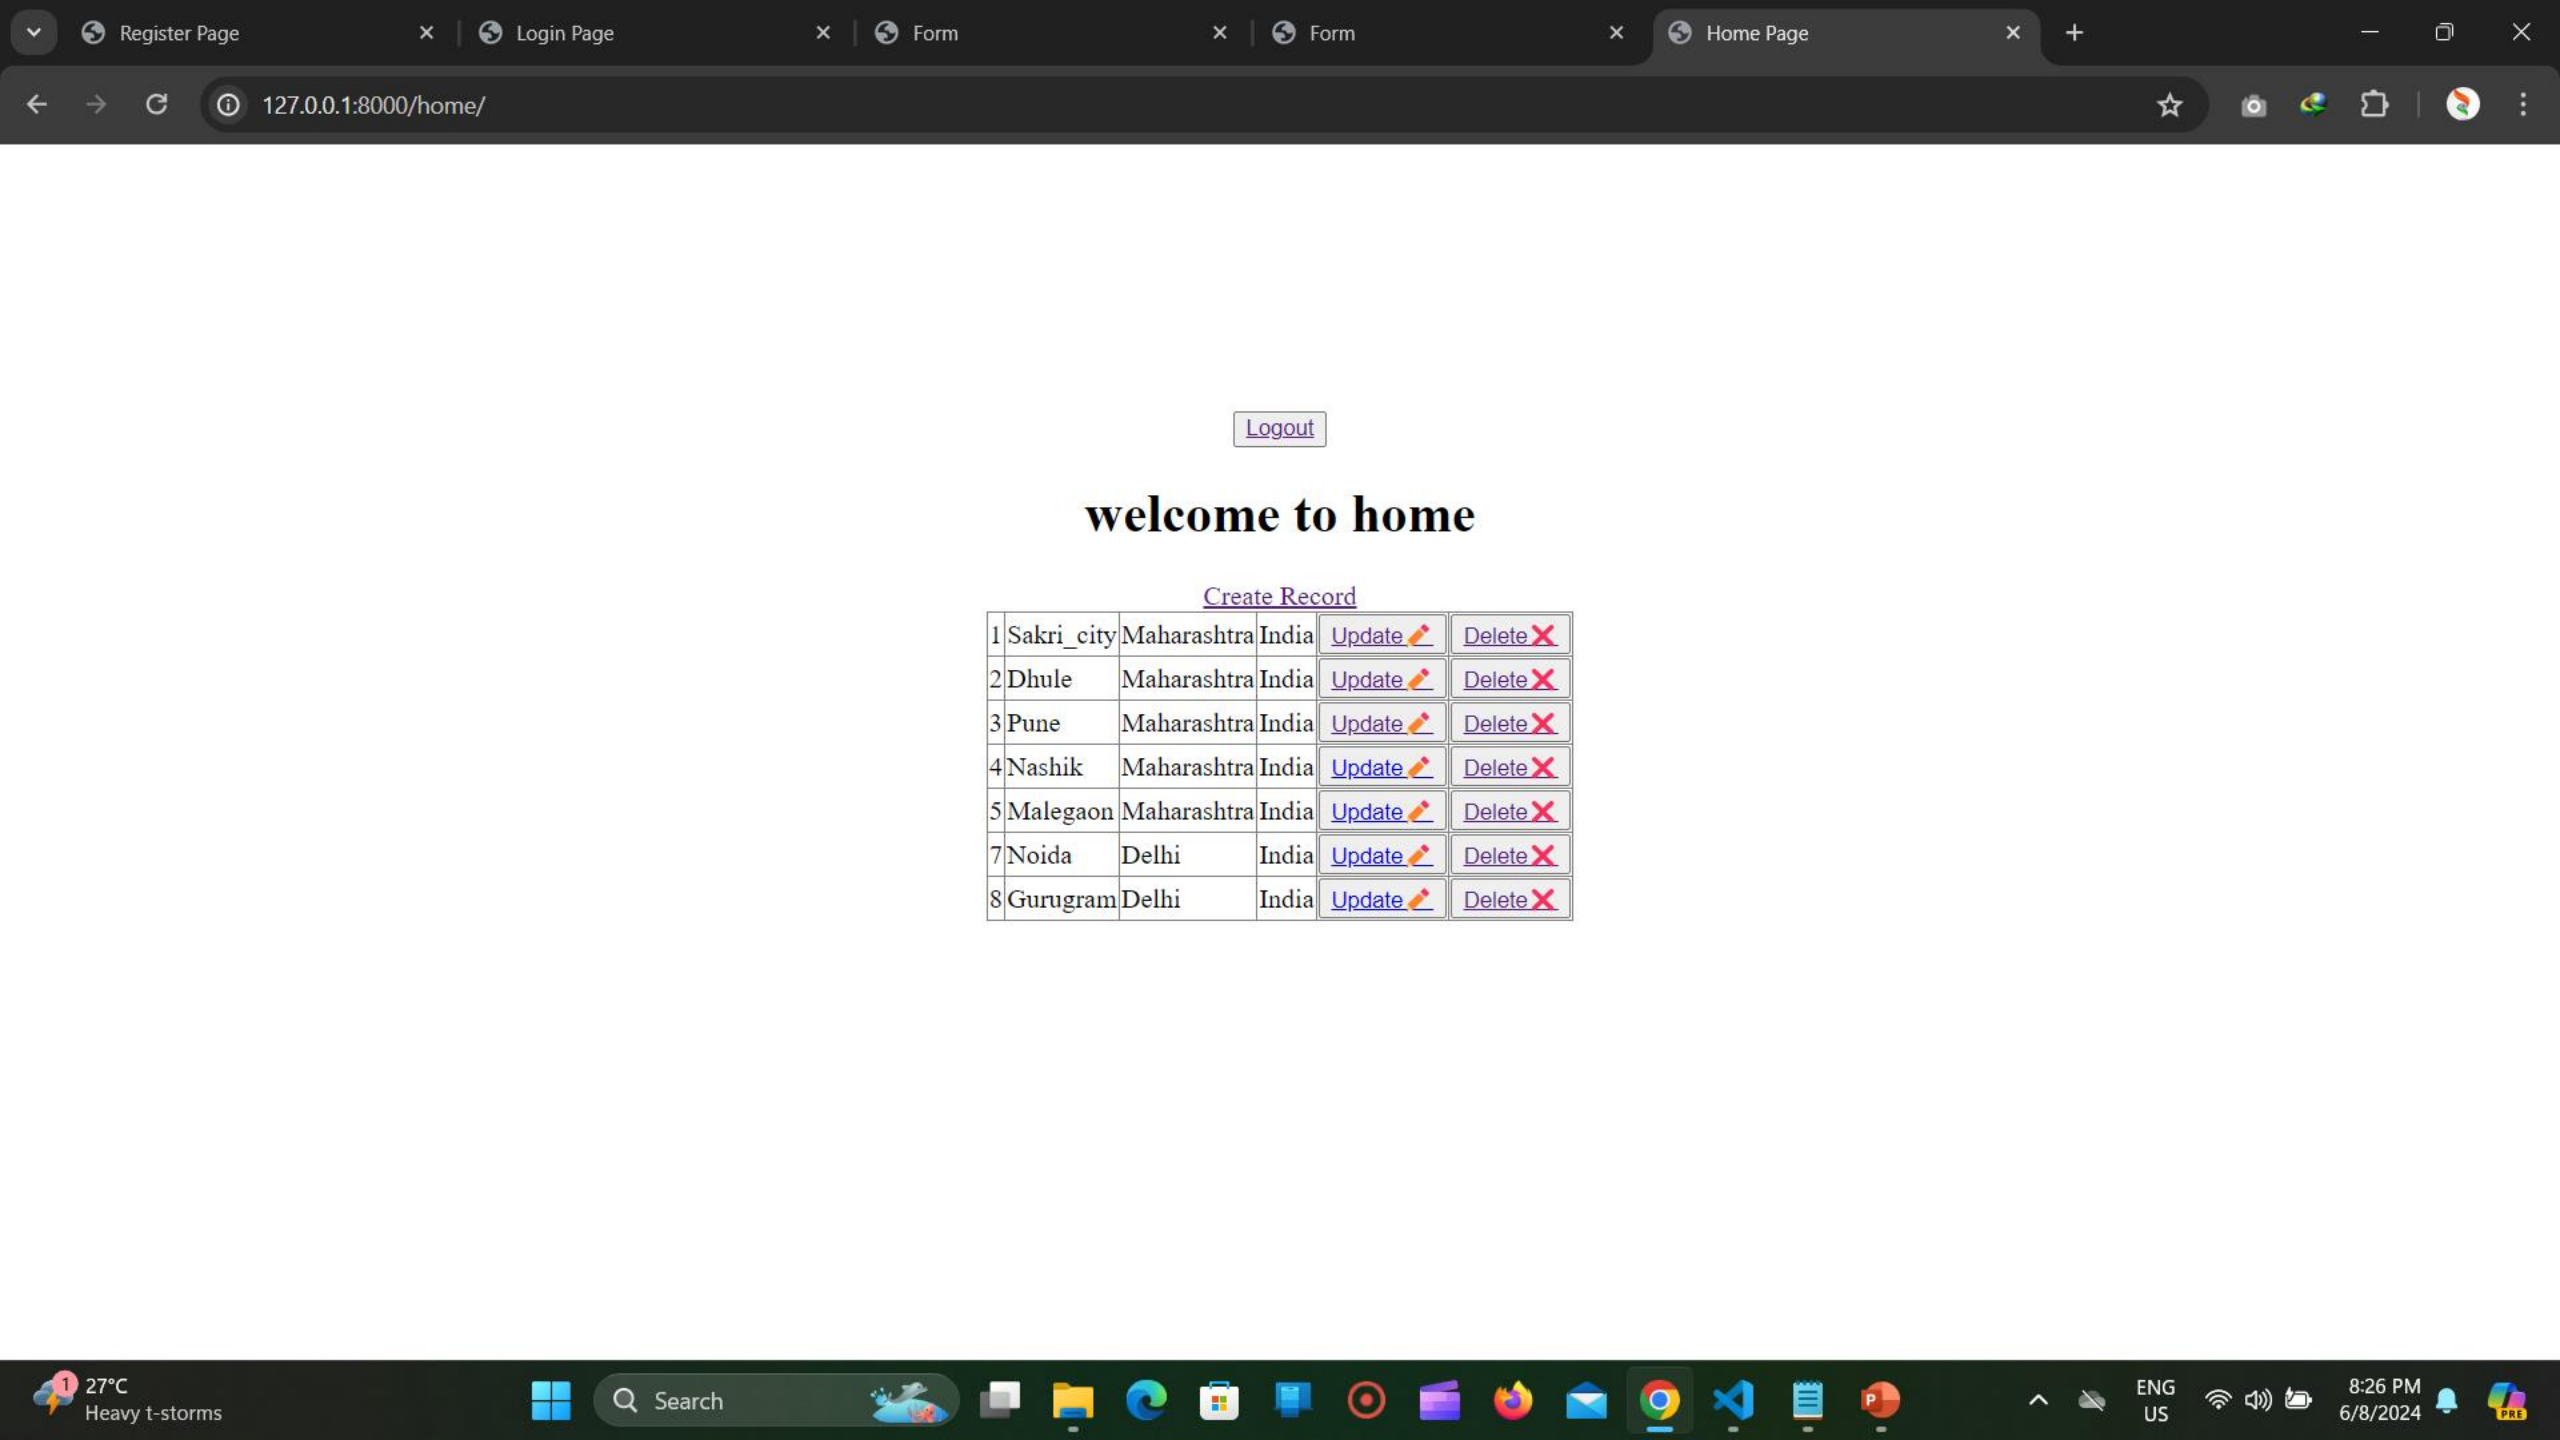 Register Page
Login Page
Form
Form
Home Page
127.0.0.1:8000/home/
Logout
welcome to home
Create Record
1 Sakri_city Maharashtra India Update Delete
2 Dhule Maharashtra India Update Delete
3 Pune Maharashtra India Update Delete
4 Nashik Maharashtra India Update Delete
5 Malegaon Maharashtra India Update Delete
7 Noida Delhi India Update Delete
8 Gurugram Delhi India Update Delete
1
27°C
Heavy t-storms
Search
P
ENG
US
8:26 PM
6/8/2024
PRE